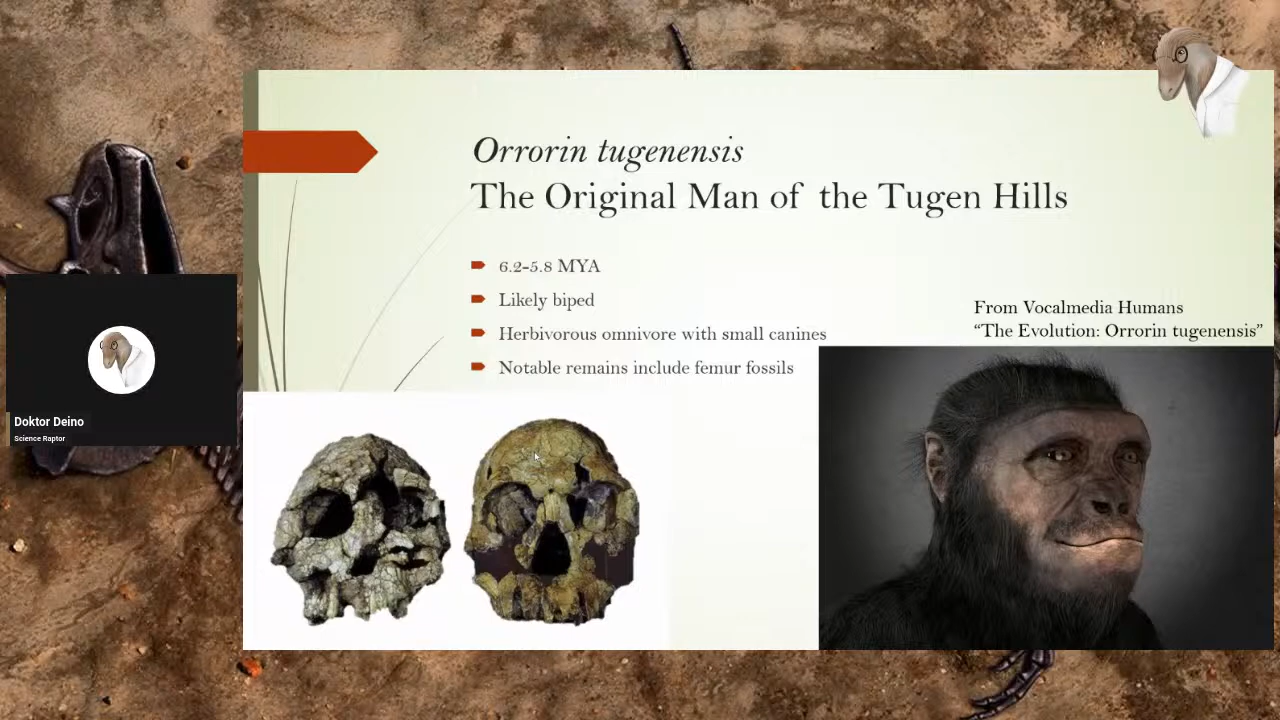 Orrorin tugenensis
The Original Man of the Tugen Hills
6.2-5.8 MYA
Likely biped
Herbivorous omnivore with small canines
Notable remains include femur fossils
From Vocalmedia Humans
“The Evolution: Orrorin tugenensis”
Doktor Deino
Science Raptor